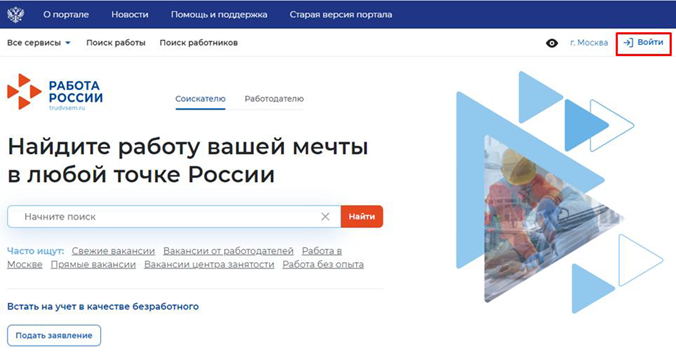 О портале Новости Помощь и поддержка Старая версия портала
Все сервисы Поиск работы Поиск работников г. Москва Войти
РАБОТА
РОССИИ
trudvsem.ru
Соискателю Работодателю
Найдите работу вашей мечты
в любой точке России
Начните поиск Найти
Часто ищут: Свежие вакансии Вакансии от работодателей Работа в
Москве Прямые вакансии Вакансии центра занятости Работа без опыта
Встать на учет в качестве безработного
Подать заявление